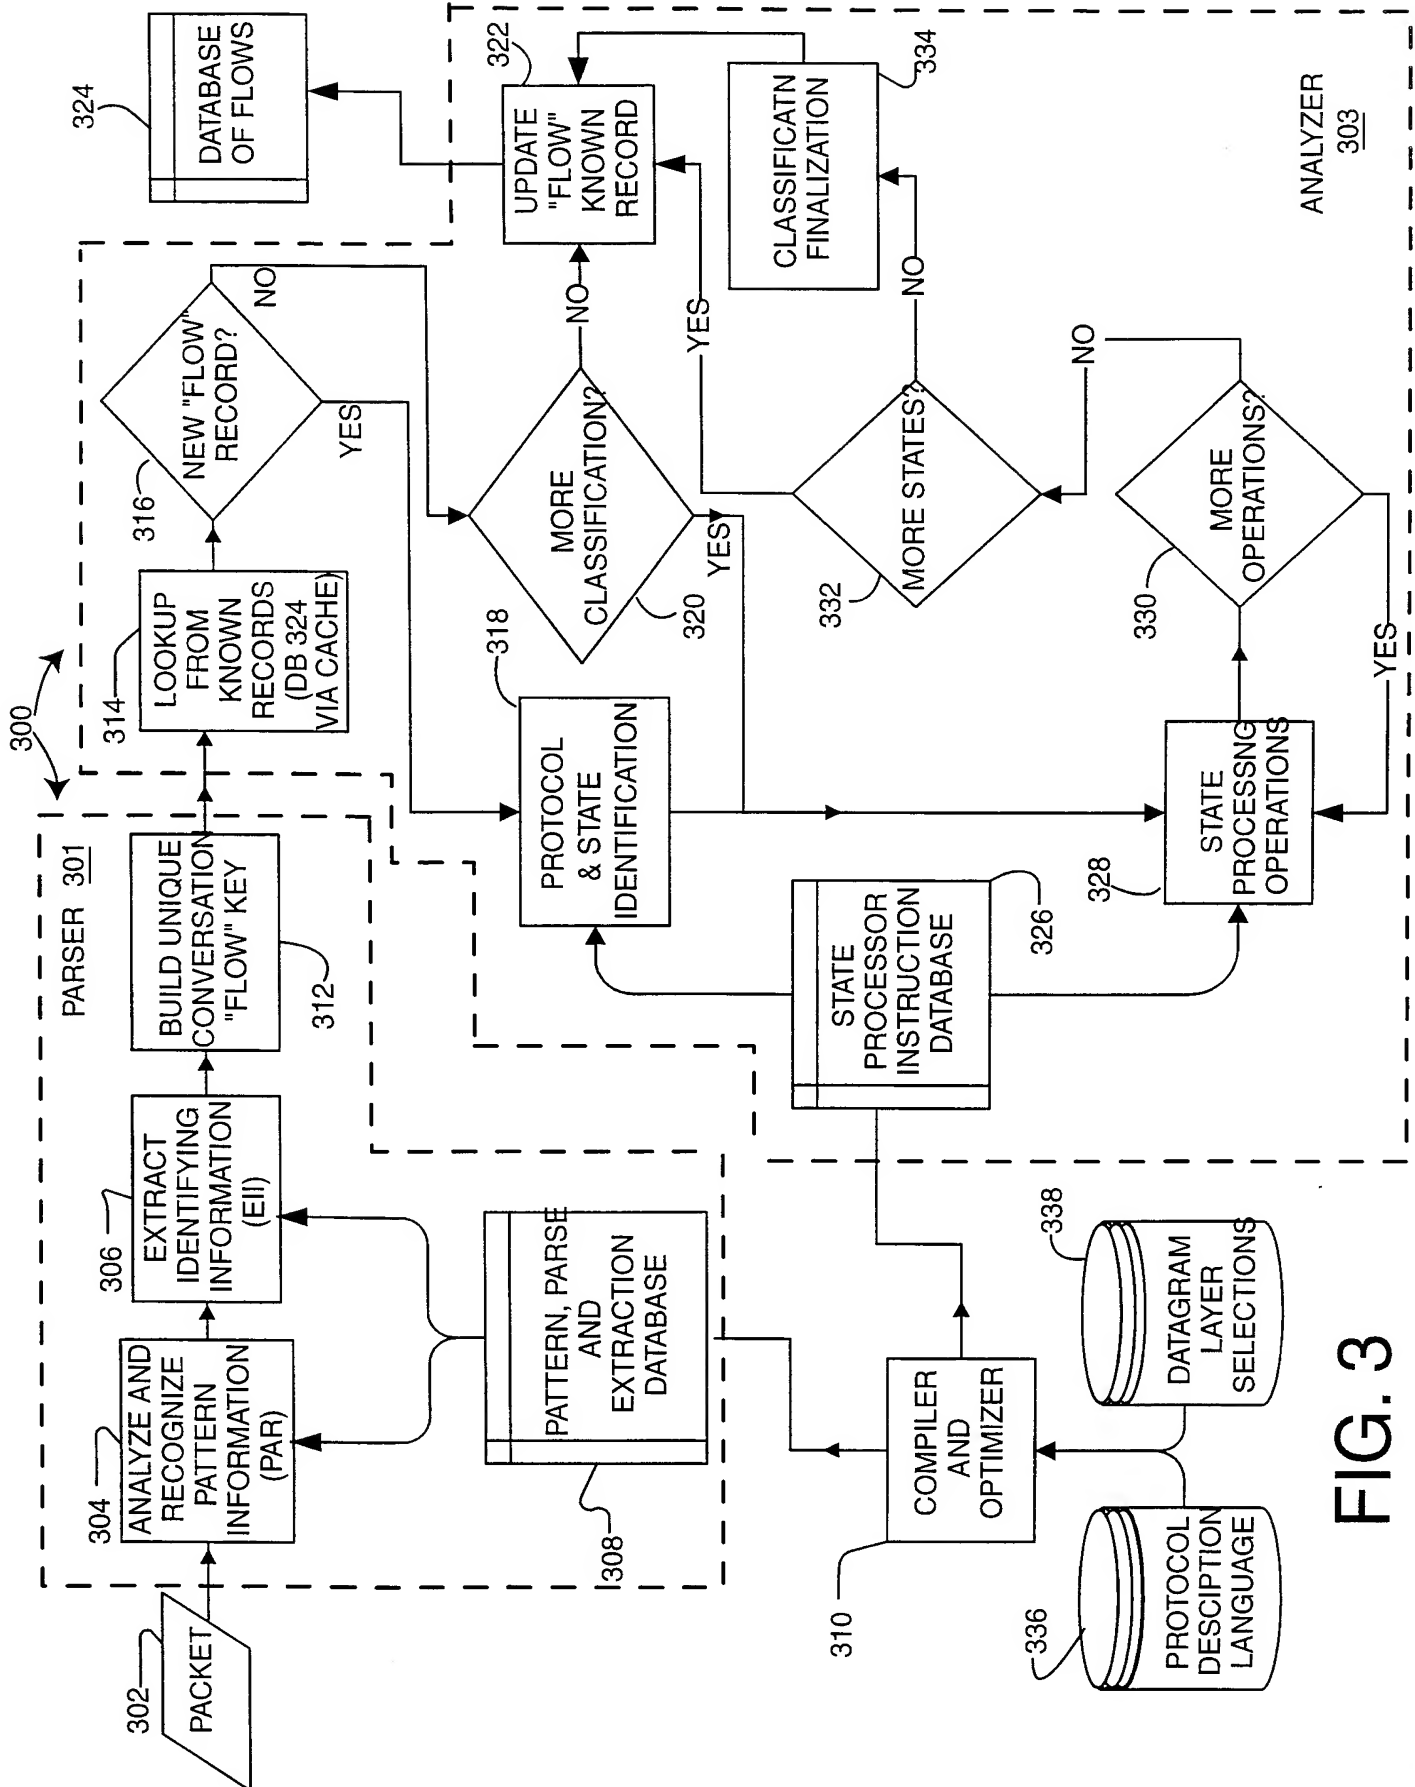 300
PARSER 301
302
PACKET
304
ANALYZE AND
RECOGNIZE
PATTERN
INFORMATION
(PAR)
306
EXTRACT
IDENTIFYING
INFORMATION
(EII)
BUILD UNIQUE
CONVERSATION
"FLOW" KEY
312
314
LOOKUP
FROM
KNOWN
RECORDS
(DB 324
VIA CACHE)
316
NEW "FLOW"
RECORD?
NO
YES
324
DATABASE
OF FLOWS
308
PATTERN, PARSE
AND
EXTRACTION
DATABASE
318
PROTOCOL
& STATE
IDENTIFICATION
MORE
CLASSIFICATION?
320
YES
NO
322
UPDATE
"FLOW"
KNOWN
RECORD
YES
CLASSIFICATN
FINALIZATION
334
STATE
PROCESSOR
INSTRUCTION
DATABASE
326
332
MORE STATES?
NO
NO
310
COMPILER
AND
OPTIMIZER
328
STATE
PROCESSNG
OPERATIONS
330
MORE
OPERATIONS?
YES
ANALYZER
303
336
PROTOCOL
DESCIPTION
LANGUAGE
338
DATAGRAM
LAYER
SELECTIONS
FIG. 3